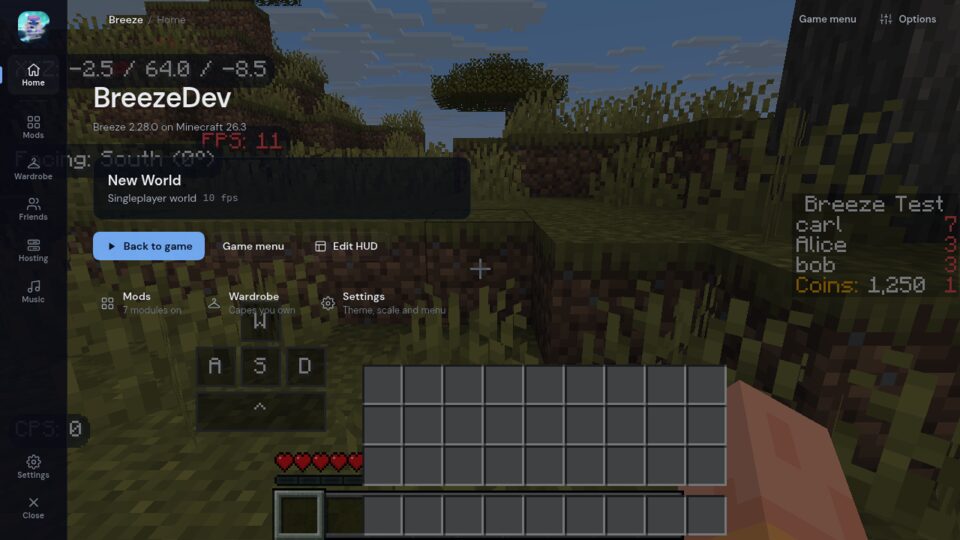 Breeze / Home
Game menu
Options
XYZ: -2.5 / 64.0 / -8.5
Home
BreezeDev
Breeze 2.28.0 on Minecraft 26.3
FPS: 11
Mods
Facing: South (0°)
Wardrobe
New World
Singleplayer world 10 fps
Friends
Hosting
Music
Back to game
Game menu
Edit HUD
Mods
7 modules on
Wardrobe
Capes you own
Settings
Theme, scale and menu
Breeze Test
carl 7
Alice 3
bob 3
Coins: 1,250 1
W
A S D
^
CPS: 0
Settings
Close